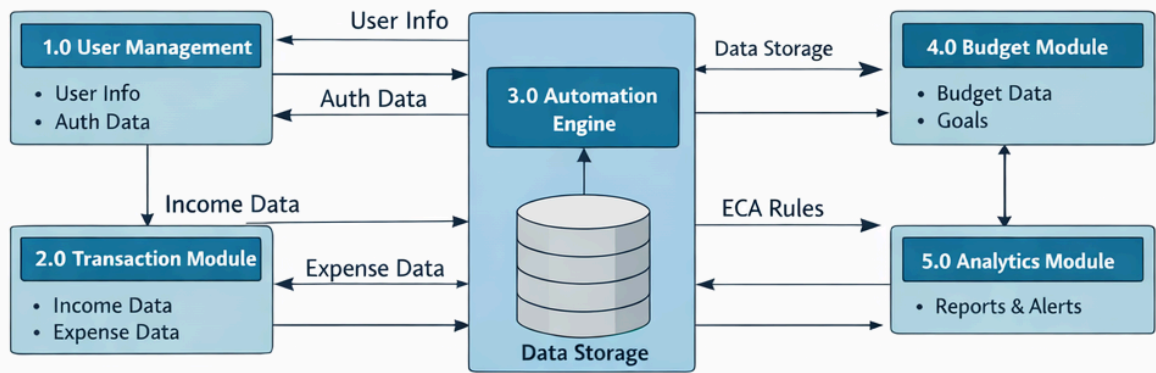 1.0 User Management
• User Info
• Auth Data
User Info
Auth Data
3.0 Automation
Engine
Data Storage
4.0 Budget Module
• Budget Data
• Goals
Income Data
2.0 Transaction Module
• Income Data
• Expense Data
Expense Data
Data Storage
ECA Rules
5.0 Analytics Module
• Reports & Alerts